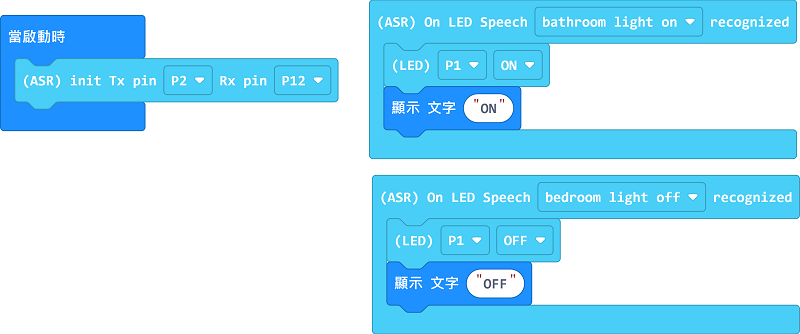 當啟動時
(ASR) init Tx pin P2 Rx pin P12
(ASR) On LED Speech bathroom light on recognized
(LED) P1 ON
顯示 文字 "ON"
(ASR) On LED Speech bedroom light off recognized
(LED) P1 OFF
顯示 文字 "OFF"